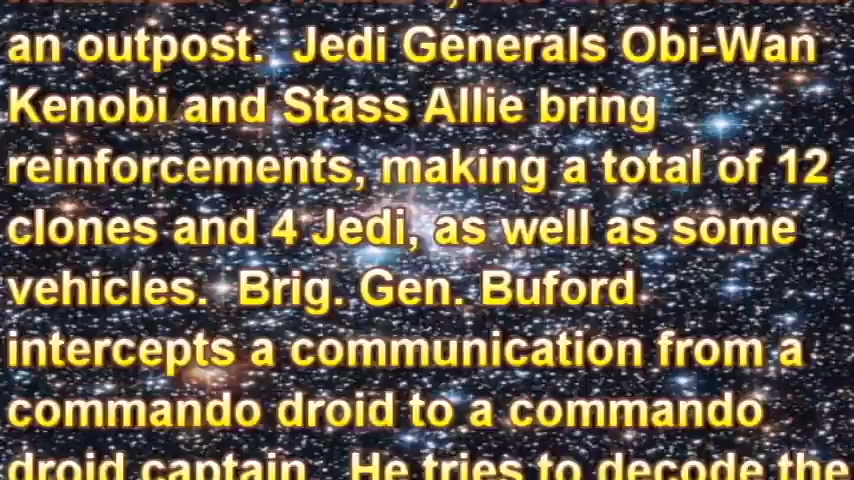 an outpost.  Jedi Generals Obi-Wan
Kenobi and Stass Allie bring
reinforcements, making a total of 12
clones and 4 Jedi, as well as some
vehicles.  Brig. Gen. Buford
intercepts a communication from a
commando droid to a commando
droid captain.  He tries to decode the